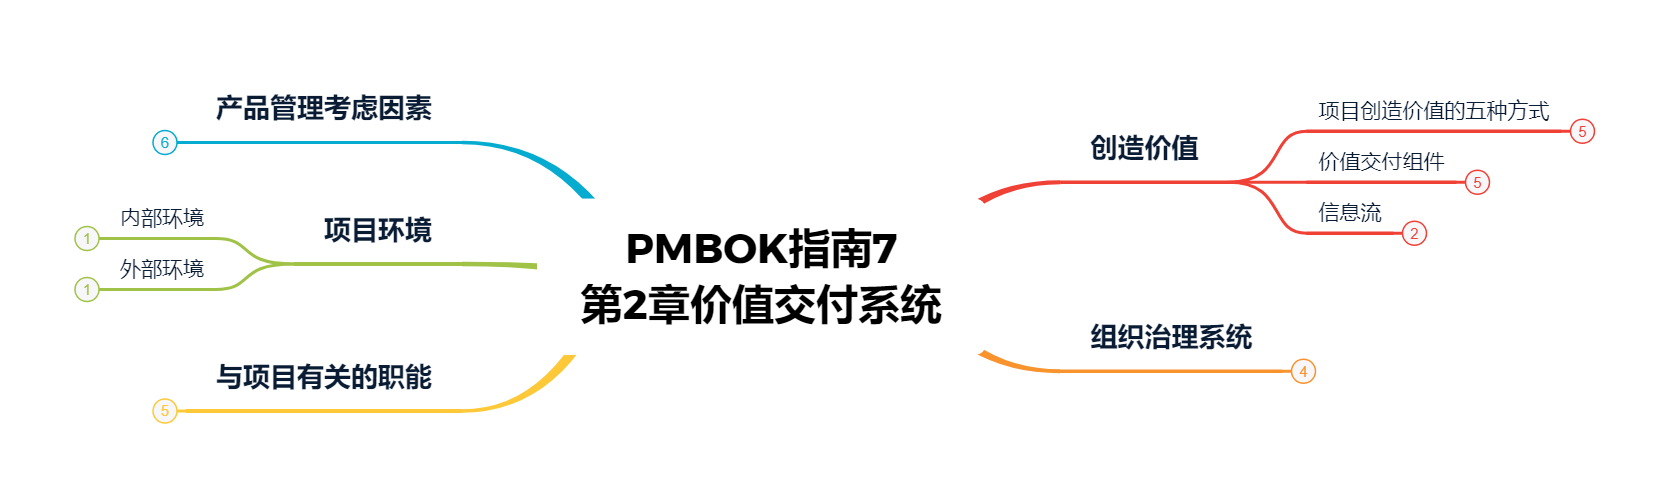 PMBOK指南7
第2章价值交付系统
创造价值
项目创造价值的五种方式
5
价值交付组件
5
信息流
2
组织治理系统
4
与项目有关的职能
5
项目环境
内部环境
1
外部环境
1
产品管理考虑因素
6